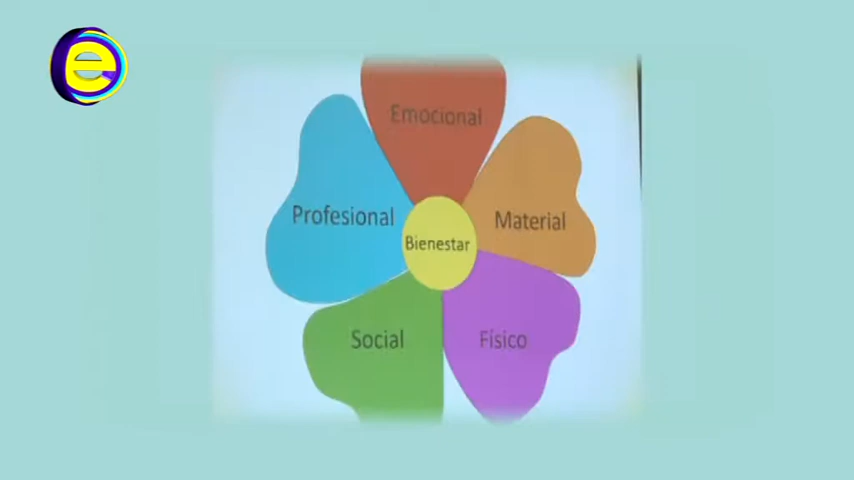 e
Emocional
Profesional
Material
Bienestar
Social
Físico